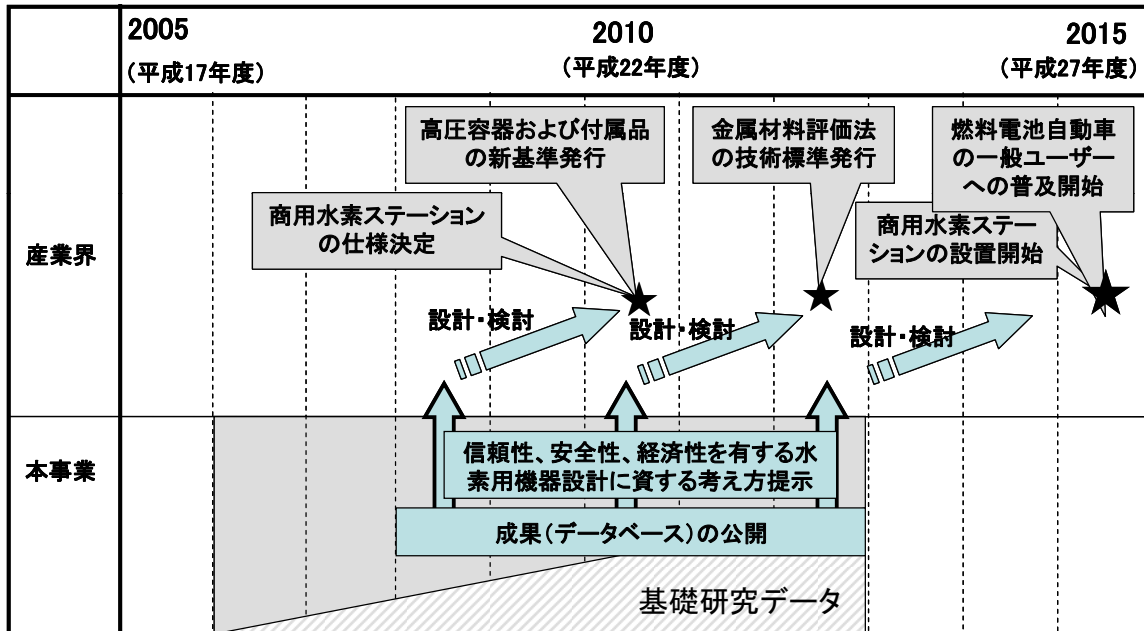 2005
(平成17年度)
2010
(平成22年度)
2015
(平成27年度)
産業界
高圧容器および付属品
の新基準発行
金属材料評価法
の技術標準発行
燃料電池自動車
の一般ユーザー
への普及開始
商用水素ステーション
の仕様決定
商用水素ステー
ションの設置開始
設計・検討
設計・検討
設計・検討
本事業
信頼性、安全性、経済性を有する水
素用機器設計に資する考え方提示
成果(データベース)の公開
基礎研究データ